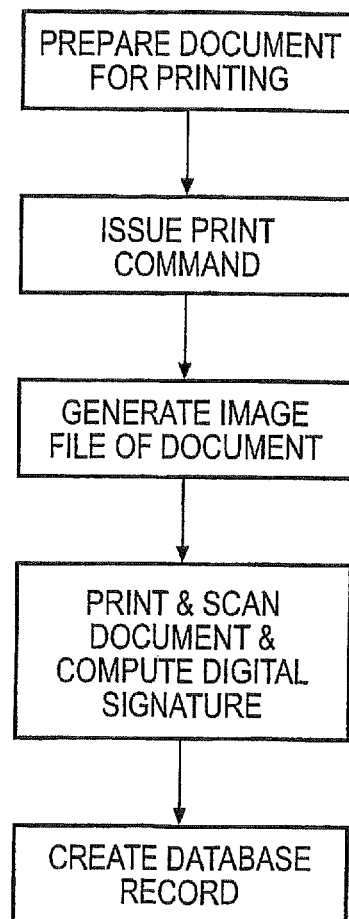 PREPARE DOCUMENT
FOR PRINTING
ISSUE PRINT
COMMAND
GENERATE IMAGE
FILE OF DOCUMENT
PRINT & SCAN
DOCUMENT &
COMPUTE DIGITAL
SIGNATURE
CREATE DATABASE
RECORD